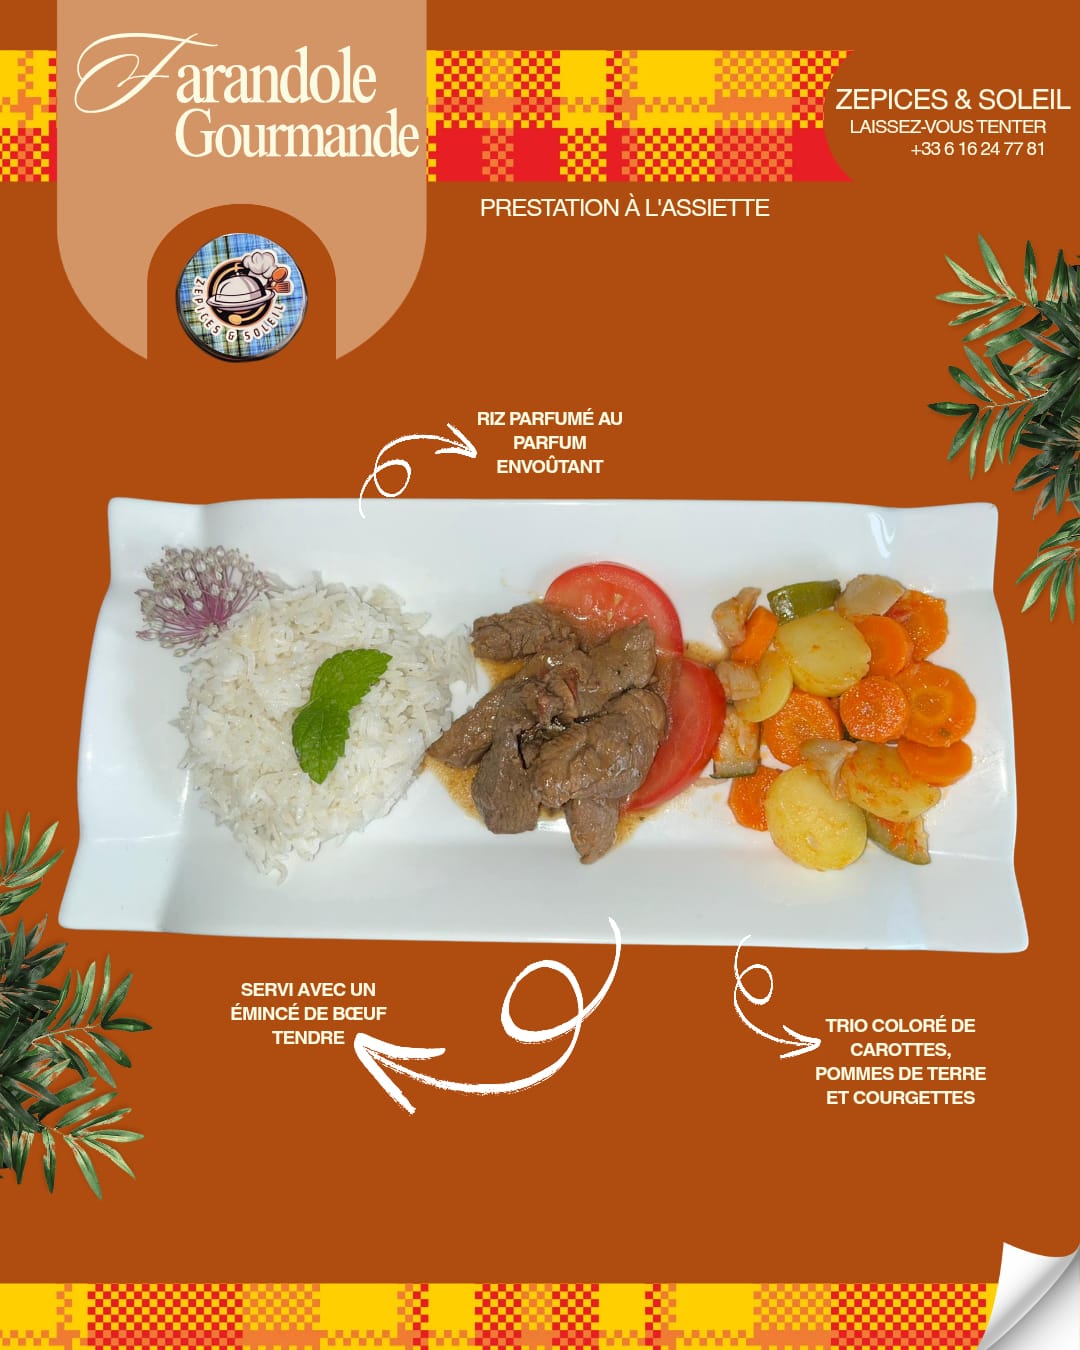 Farandole
Gourmande
ZEPICES & SOLEIL
LAISSEZ-VOUS TENTER
+33 6 16 24 77 81
PRESTATION À L'ASSIETTE
ZEPICES & SOLEIL
RIZ PARFUMÉ AU
PARFUM
ENVOÛTANT
SERVI AVEC UN
ÉMINCÉ DE BŒUF
TENDRE
TRIO COLORÉ DE
CAROTTES,
POMMES DE TERRE
ET COURGETTES